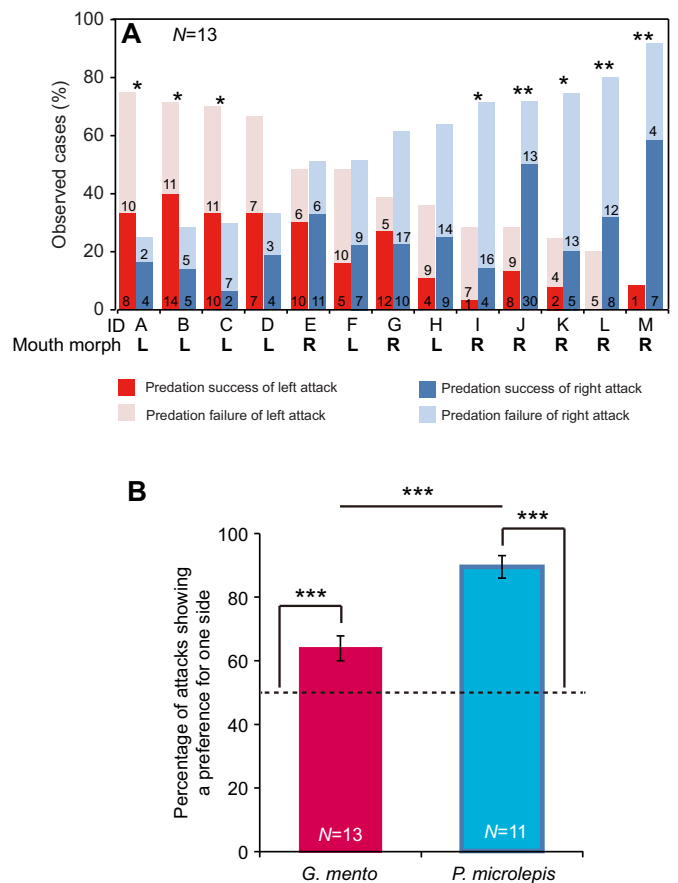 A
N=13
Observed cases (%)
100
80
60
40
20
0
* * * * ** * ** **
10 11 11 7 6 10 5 9 7 9 4 5 1
8 14 10 7 10 5 12 4 1 8 2
2 5 7 3 6 9 17 14 16 13 13 12 4
4 5 2 4 11 7 10 9 4 30 5 8 7
ID A B C D E F G H I J K L M
Mouth morph L L L L R L R L R R R R R
Predation success of left attack
Predation failure of left attack
Predation success of right attack
Predation failure of right attack
B
Percentage of attacks showing
a preference for one side
100
80
60
40
20
0
***
***
***
N=13
N=11
G. mento
P. microlepis